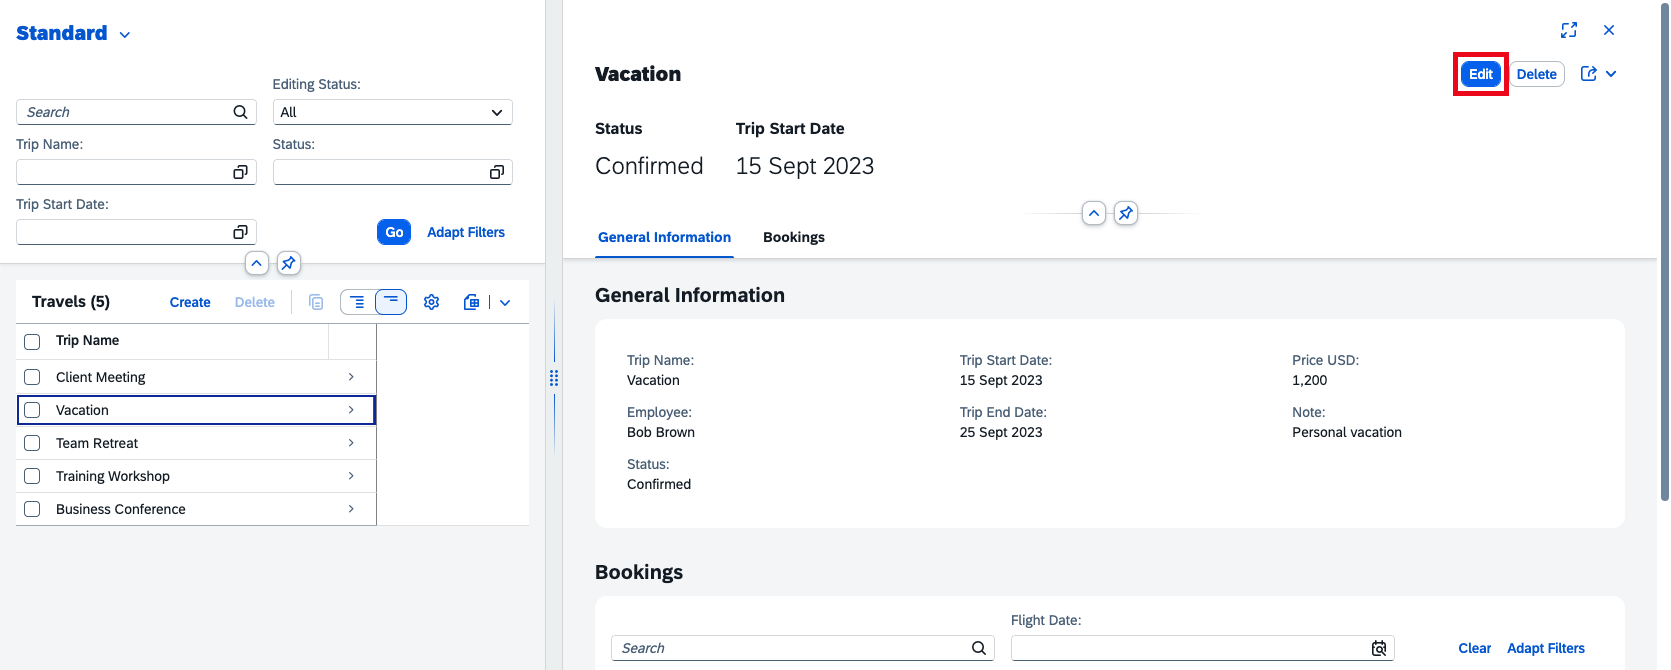 Standard
Editing Status:
Search
All
Trip Name:
Status:
Trip Start Date:
Go
Adapt Filters
Travels (5)
Create
Delete
Trip Name
Client Meeting
Vacation
Team Retreat
Training Workshop
Business Conference
Vacation
Edit
Delete
Status
Trip Start Date
Confirmed
15 Sept 2023
General Information
Bookings
General Information
Trip Name:
Vacation
Trip Start Date:
15 Sept 2023
Price USD:
1,200
Employee:
Bob Brown
Trip End Date:
25 Sept 2023
Note:
Personal vacation
Status:
Confirmed
Bookings
Flight Date:
Search
Clear
Adapt Filters